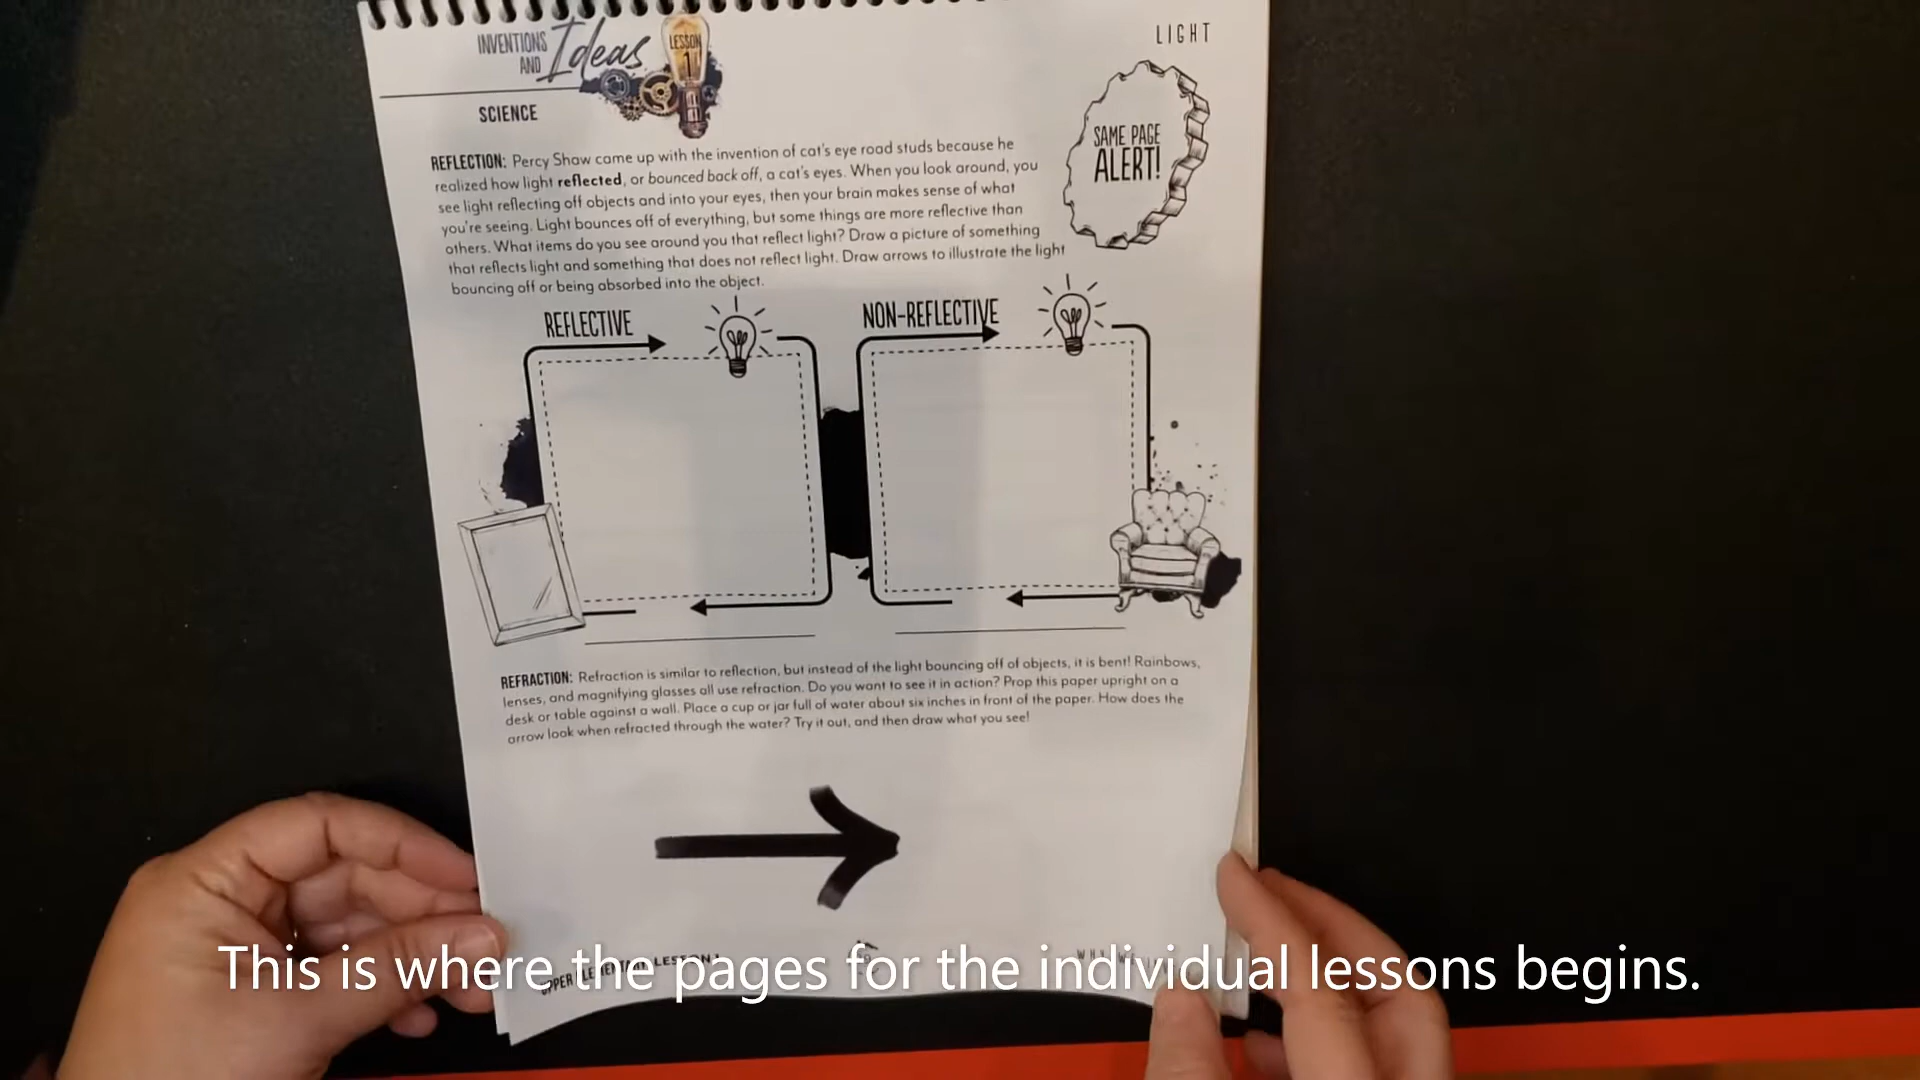 INVENTIONS
AND Ideas
LESSON
1
LIGHT
SCIENCE
SAME PAGE
ALERT!
REFLECTION: Percy Shaw came up with the invention of cat's eye road studs because he
realized how light reflected, or bounced back off, a cat's eyes. When you look around, you
see light reflecting off objects and into your eyes, then your brain makes sense of what
you're seeing. Light bounces off of everything, but some things are more reflective than
others. What items do you see around you that reflect light? Draw a picture of something
that reflects light and something that does not reflect light. Draw arrows to illustrate the light
bouncing off or being absorbed into the object.
REFLECTIVE
NON-REFLECTIVE
REFRACTION: Refraction is similar to reflection, but instead of the light bouncing off of objects, it is bent! Rainbows,
lenses, and magnifying glasses all use refraction. Do you want to see it in action? Prop this paper upright on a
desk or table against a wall. Place a cup or jar full of water about six inches in front of the paper. How does the
arrow look when refracted through the water? Try it out, and then draw what you see!
UPPER ELEMENTARY LESSON 1
This is where the pages for the individual lessons begins.